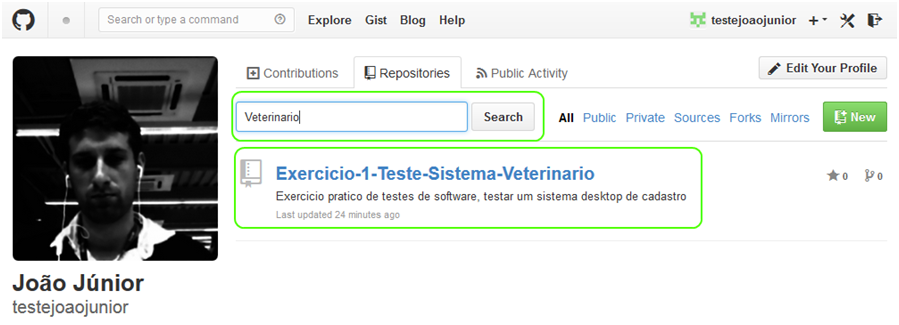 Search or type a command
Explore Gist Blog Help
testejoaojunior
Contributions Repositories Public Activity
Edit Your Profile
Veterinario Search All Public Private Sources Forks Mirrors New
Exercicio-1-Teste-Sistema-Veterinario
0 0
Exercicio pratico de testes de software, testar um sistema desktop de cadastro
Last updated 24 minutes ago
João Júnior
testejoaojunior